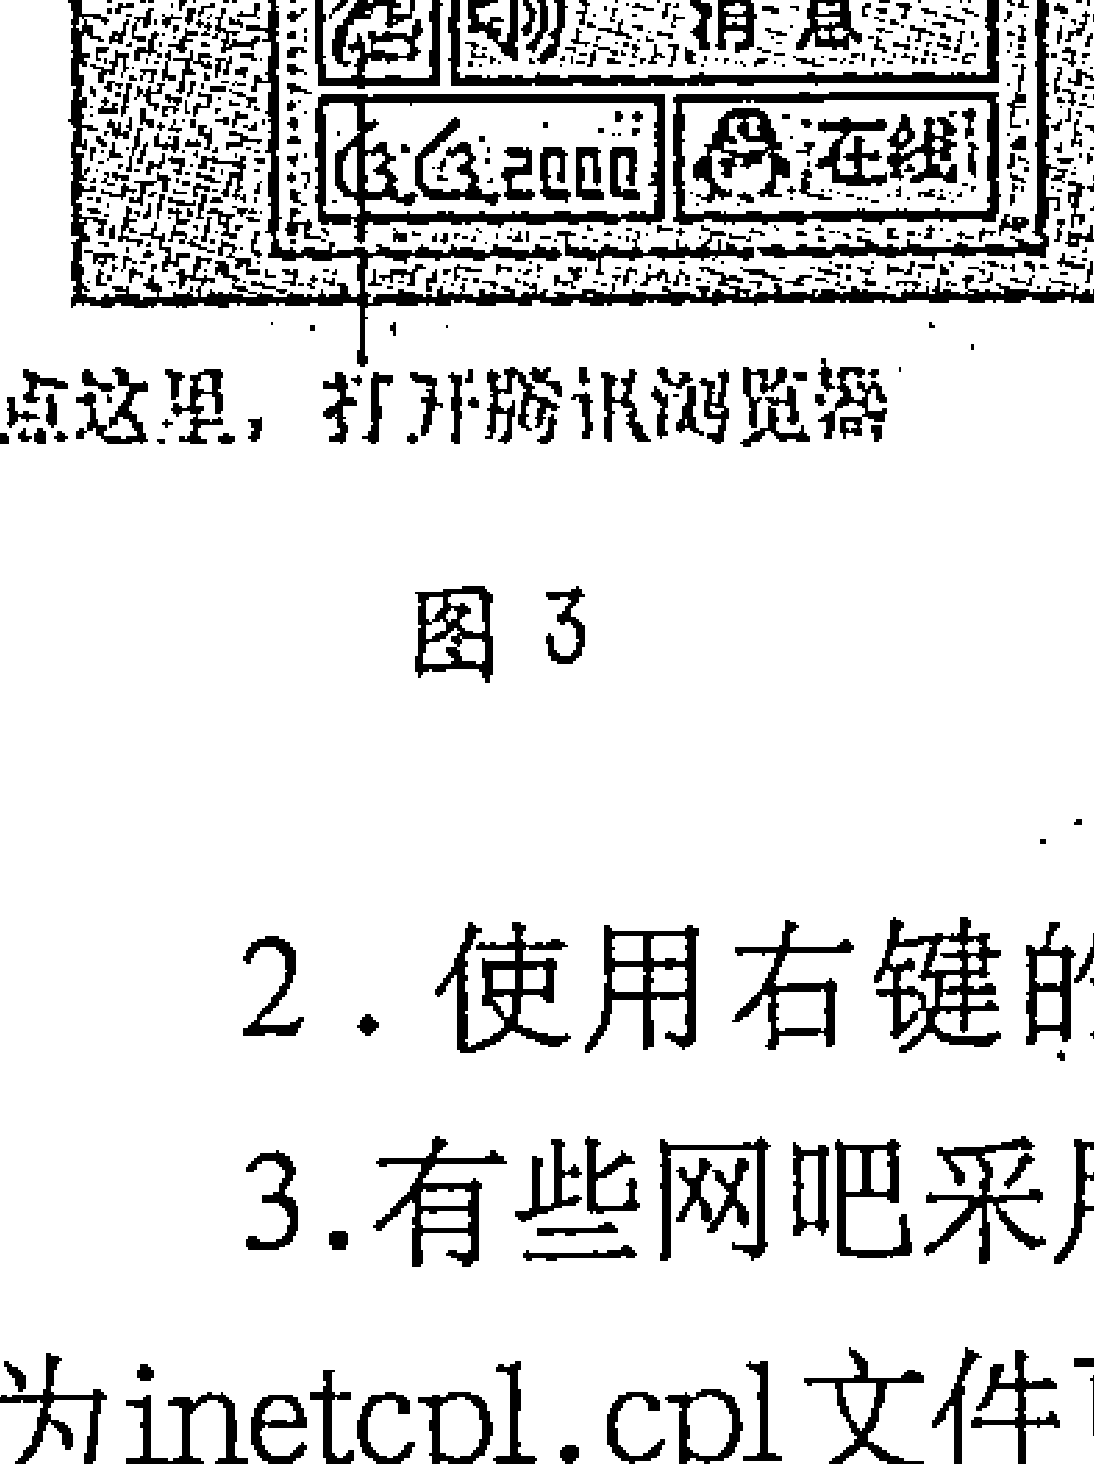 消息
2000 在线
点这里，打开腾讯浏览器
图 3
2. 使用右键的
3.有些网吧采用
为inetcpl.cpl文件